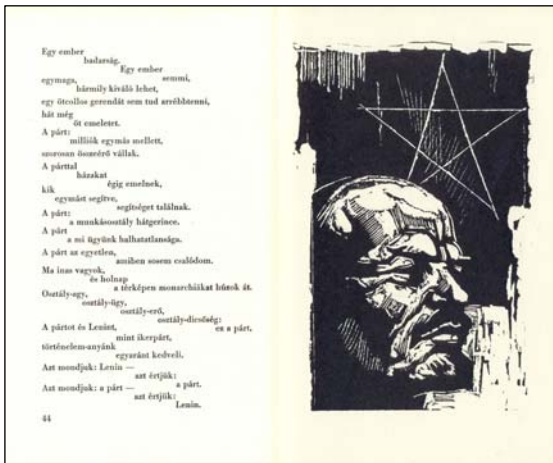 Egy ember
badarság.
Egy ember
egymaga, semmi,
bármily kiváló lehet,
egy ötcollos gerendát sem tud arrébbtenni,
hát még
öt emeletet.
A párt:
milliók egymás mellett,
szorosan összeérő vállak.
A párttal
házakat
égig emelnek,
kik
egymást segítve,
segítséget találnak.
A párt:
a munkásosztály hátgerince.
A párt
a mi ügyünk halhatatlansága.
A párt az egyetlen,
amiben sosem csalódom.
Ma inas vagyok,
és holnap
a térképen monarchiákat húzok át.
Osztály-agy,
osztály-ügy,
osztály-erő,
osztály-dicsőség:
ez a párt.
A pártot és Lenint,
mint ikerpárt,
történelem-anyánk
egyaránt kedveli.
Azt mondjuk: Lenin —
azt értjük:
a párt.
Azt mondjuk: a párt —
azt értjük:
Lenin.
44